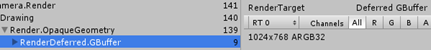 amera.Render 141
Drawing 140
Render.OpaqueGeometry 139
RenderDeferred.GBuffer 9
RenderTarget Deferred GBuffer
RT 0 Channels All R G B A
1024x768 ARGB32